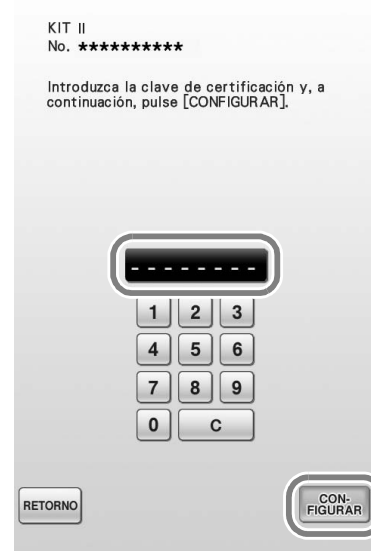 KIT II
No. **********
Introduzca la clave de certificación y, a
continuación, pulse [CONFIGURAR].
--------
1 2 3
4 5 6
7 8 9
0 C
RETORNO
CON-
FIGURAR